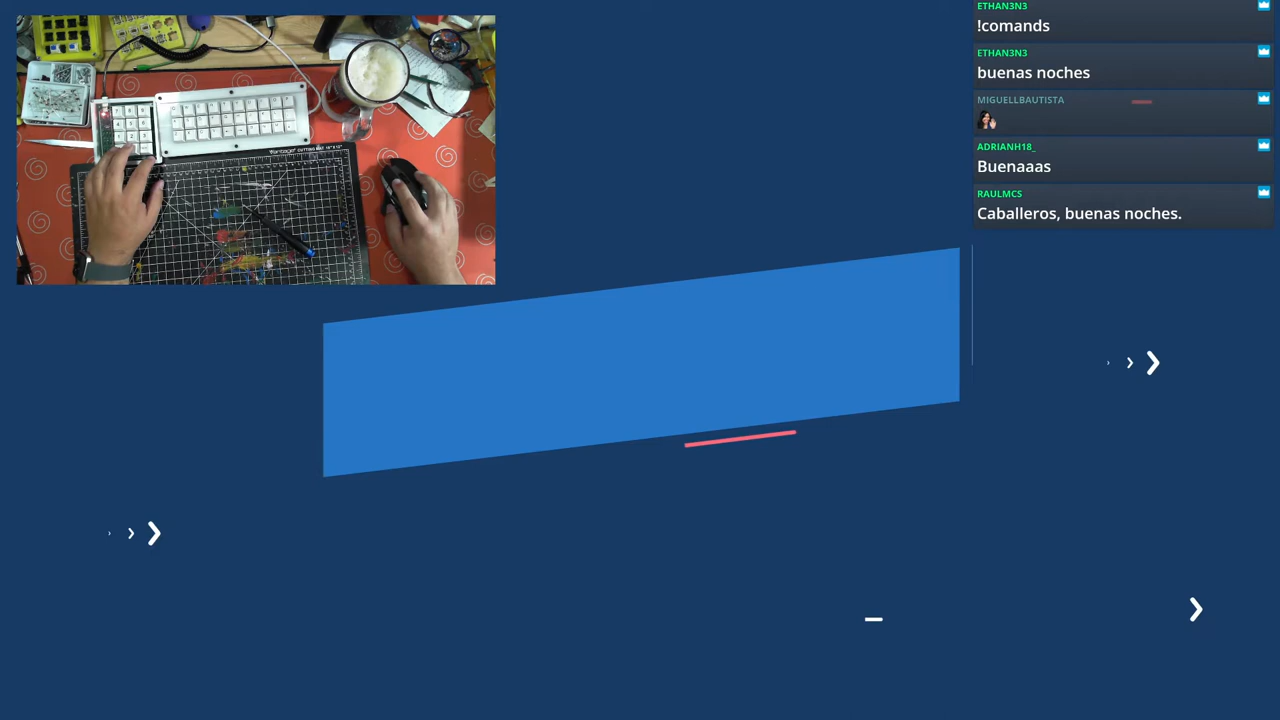 ETHAN3N3
!comands
ETHAN3N3
buenas noches
MIGUELLBAUTISTA
ADRIANH18_
Buenaaas
RAULMCS
Caballeros, buenas noches.